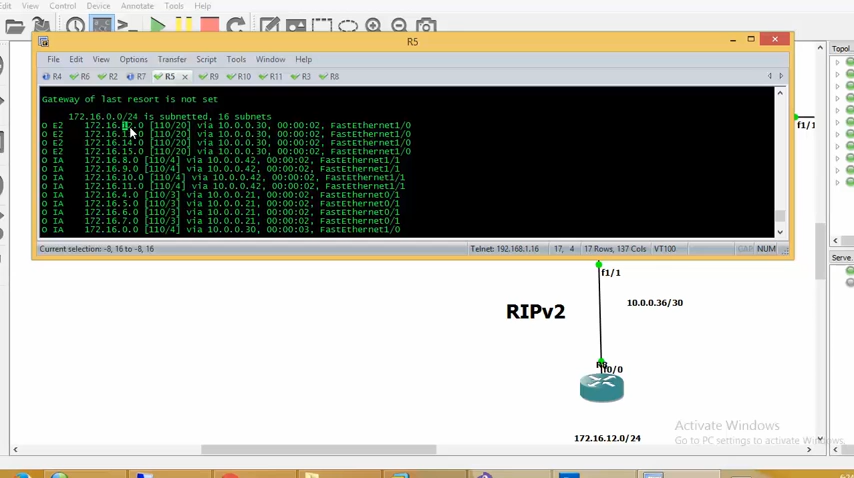 Edit View Control Device Annotate Tools Help
R5
File Edit View Options Transfer Script Tools Window Help
R4 R6 R2 R7 R5 R9 R10 R11 R3 R8
Gateway of last resort is not set
172.16.0.0/24 is subnetted, 16 subnets
O E2 172.16.12.0 [110/20] via 10.0.0.30, 00:00:02, FastEthernet1/0
O E2 172.16.13.0 [110/20] via 10.0.0.30, 00:00:02, FastEthernet1/0
O E2 172.16.14.0 [110/20] via 10.0.0.30, 00:00:02, FastEthernet1/0
O E2 172.16.15.0 [110/20] via 10.0.0.30, 00:00:02, FastEthernet1/0
O IA 172.16.8.0 [110/4] via 10.0.0.42, 00:00:02, FastEthernet1/1
O IA 172.16.9.0 [110/4] via 10.0.0.42, 00:00:02, FastEthernet1/1
O IA 172.16.10.0 [110/4] via 10.0.0.42, 00:00:02, FastEthernet1/1
O IA 172.16.11.0 [110/4] via 10.0.0.42, 00:00:02, FastEthernet1/1
O IA 172.16.4.0 [110/3] via 10.0.0.21, 00:00:02, FastEthernet0/1
O IA 172.16.5.0 [110/3] via 10.0.0.21, 00:00:02, FastEthernet0/1
O IA 172.16.6.0 [110/3] via 10.0.0.21, 00:00:02, FastEthernet0/1
O IA 172.16.7.0 [110/3] via 10.0.0.21, 00:00:02, FastEthernet0/1
O IA 172.16.0.0 [110/4] via 10.0.0.30, 00:00:03, FastEthernet1/0
Current selection: -8, 16 to -8, 16 Telnet: 192.168.1.16 17, 4 17 Rows, 137 Cols VT100 CAP NUM
Topol
f1/1
Serve
f1/1
10.0.0.36/30
RIPv2
R8
f0/0
172.16.12.0/24
Activate Windows
Go to PC settings to activate Windows.